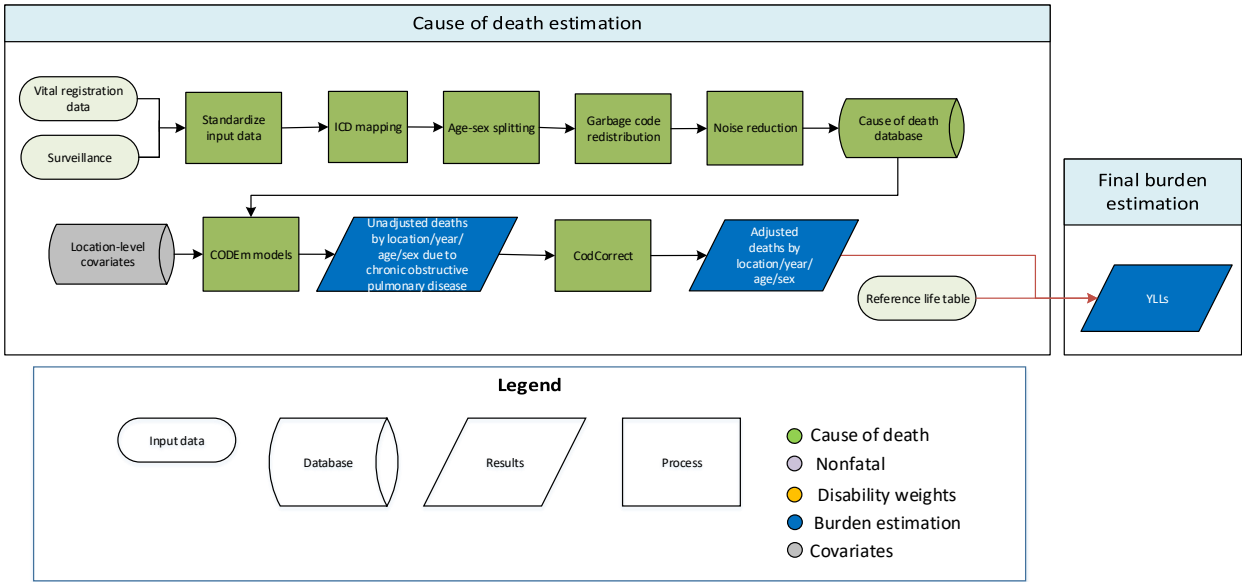 Cause of death estimation
Vital registration
data
Surveillance
Standardize
input data
ICD mapping
Age-sex splitting
Garbage code
redistribution
Noise reduction
Cause of death
database
Location-level
covariates
CODEm models
Unadjusted deaths
by location/year/
age/sex due to
chronic obstructive
pulmonary disease
CodCorrect
Adjusted
deaths by
location/year/
age/sex
Reference life table
Final burden
estimation
YLLs
Legend
Input data
Database
Results
Process
Cause of death
Nonfatal
Disability weights
Burden estimation
Covariates